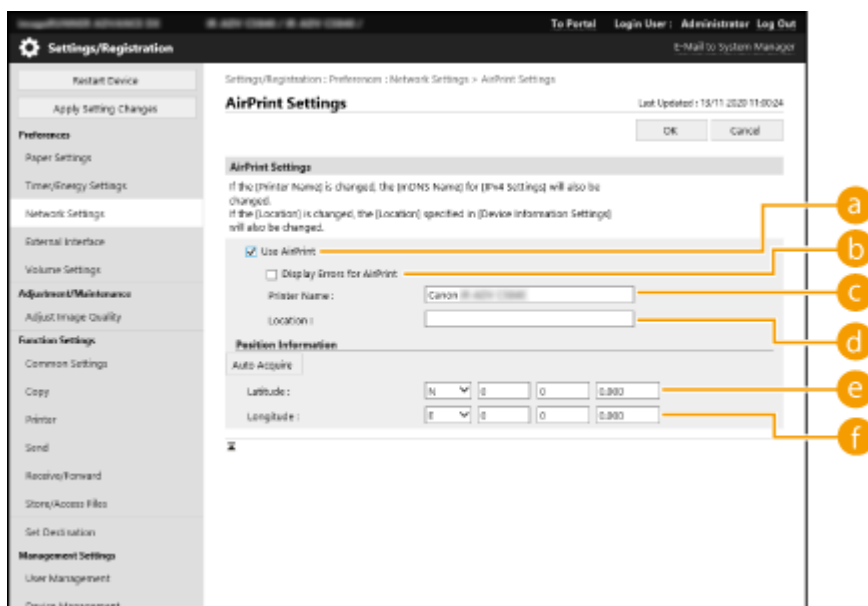 To Portal Login User : Administrator Log Out
Settings/Registration
E-Mail to System Manager
Restart Device
Apply Setting Changes
Preferences
Paper Settings
Timer/Energy Settings
Network Settings
External Interface
Volume Settings
Adjustment/Maintenance
Adjust Image Quality
Function Settings
Common Settings
Copy
Printer
Send
Receive/Forward
Store/Access Files
Set Destination
Management Settings
User Management
Device Management
Settings/Registration : Preferences : Network Settings > AirPrint Settings
AirPrint Settings
Last Updated : 13/11 2020 11:00:24
OK Cancel
AirPrint Settings
If the [Printer Name] is changed, the [mDNS Name] for [IPv4 Settings] will also be
changed.
If the [Location] is changed, the [Location] specified in [Device Information Settings]
will also be changed.
Use AirPrint
Display Errors for AirPrint
Printer Name : Canon
Location :
Position Information
Auto Acquire
Latitude : N 0 0 0.000
Longitude : E 0 0 0.000
a
b
c
d
e
f